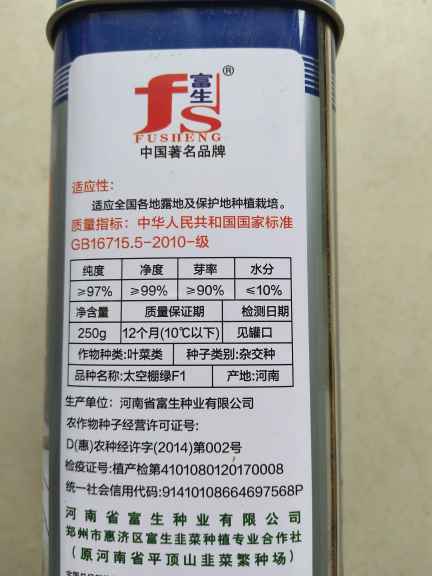 富生®
fS
FUSHENG
中国著名品牌
适应性:
适应全国各地露地及保护地种植栽培。
质量指标: 中华人民共和国国家标准
GB16715.5-2010-级
纯度 净度 芽率 水分
≥97% ≥99% ≥90% ≤10%
净含量 质量保证期 检测日期
250g 12个月(10℃以下) 见罐口
作物种类:叶菜类 种子类别:杂交种
品种名称:太空棚绿F1 产地:河南
生产单位: 河南省富生种业有限公司
农作物种子经营许可证号:
D(惠)农种经许字(2014)第002号
检疫证号:植产检第4101080120170008
统一社会信用代码:91410108664697568P
河南省富生种业有限公司
郑州市惠济区富生韭菜种植专业合作社
(原河南省平顶山韭菜繁种场)